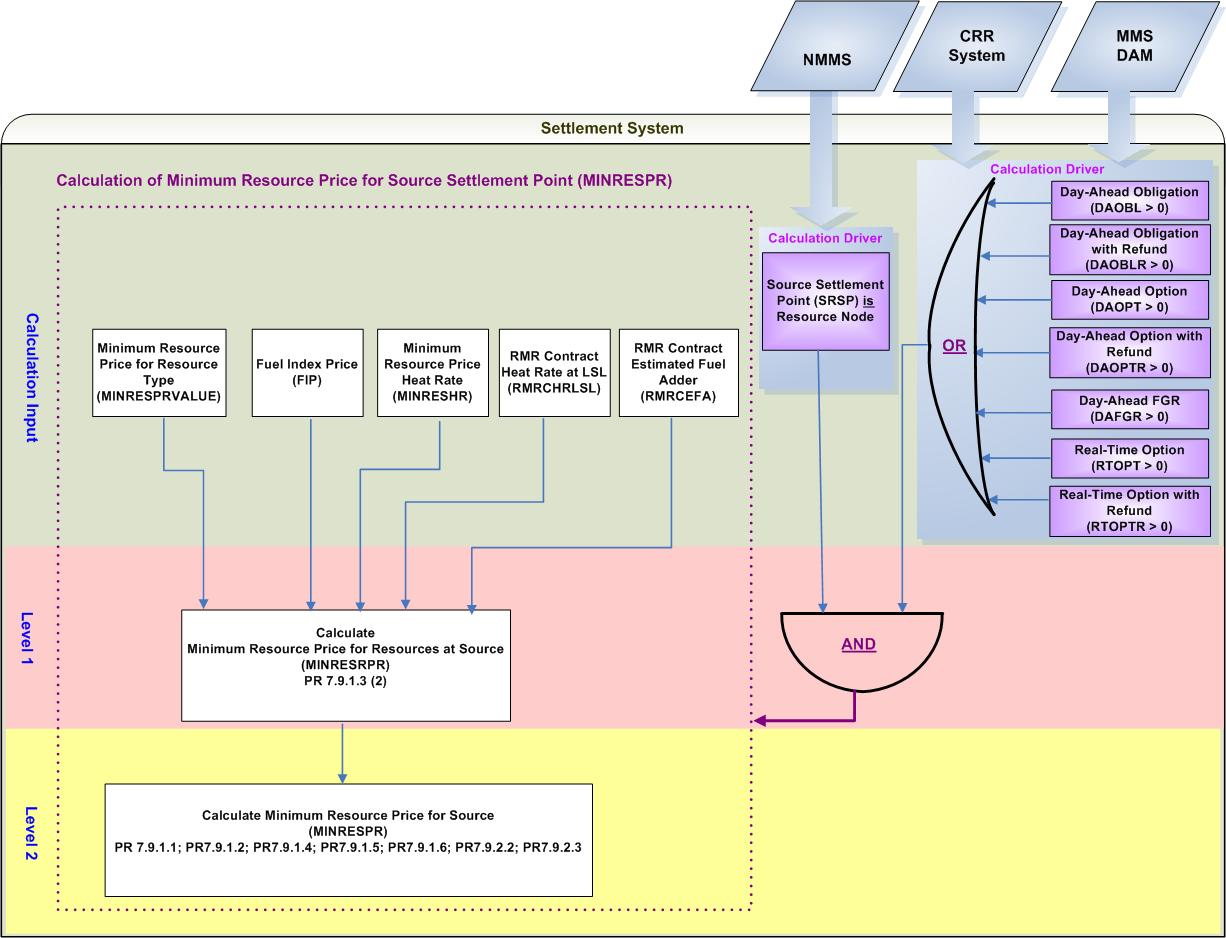 NMMS
CRR
System
MMS
DAM
Settlement System
Calculation of Minimum Resource Price for Source Settlement Point (MINRESPR)
Calculation Driver
Source Settlement
Point (SRSP) is
Resource Node
Calculation Driver
Day-Ahead Obligation
(DAOBL > 0)
Day-Ahead Obligation
with Refund
(DAOBLR > 0)
Day-Ahead Option
(DAOPT > 0)
Day-Ahead Option with
Refund
(DAOPTR > 0)
Day-Ahead FGR
(DAFGR > 0)
Real-Time Option
(RTOPT > 0)
Real-Time Option with
Refund
(RTOPTR > 0)
OR
Calculation Input
Minimum Resource
Price for Resource
Type
(MINRESPRVALUE)
Fuel Index Price
(FIP)
Minimum
Resource Price
Heat Rate
(MINRESHR)
RMR Contract
Heat Rate at LSL
(RMRCHRLSL)
RMR Contract
Estimated Fuel
Adder
(RMRCEFA)
Level 1
Calculate
Minimum Resource Price for Resources at Source
(MINRESRPR)
PR 7.9.1.3 (2)
AND
Level 2
Calculate Minimum Resource Price for Source
(MINRESPR)
PR 7.9.1.1; PR7.9.1.2; PR7.9.1.4; PR7.9.1.5; PR7.9.1.6; PR7.9.2.2; PR7.9.2.3